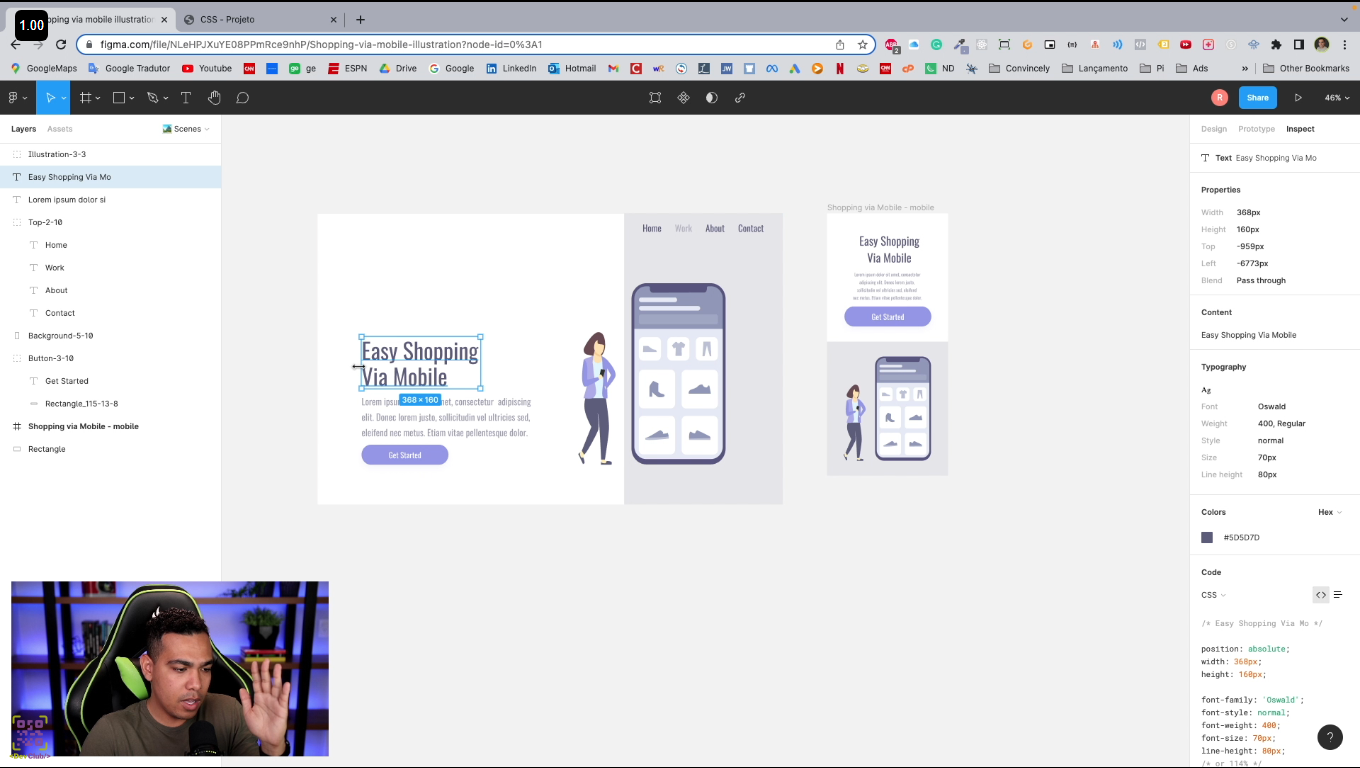 1.00
opping via mobile illustration
CSS - Projeto
figma.com/file/NLeHPJXuYE08PPmRce9nhP/Shopping-via-mobile-illustration?node-id=0%3A1
GoogleMaps
Google Tradutor
Youtube
ge
ESPN
Drive
Google
LinkedIn
Hotmail
ND
Convincely
Lançamento
Pi
Ads
»
Other Bookmarks
R
Share
46%
Layers
Assets
Scenes
Design
Prototype
Inspect
Illustration-3-3
Easy Shopping Via Mo
Lorem ipsum dolor si
Top-2-10
Home
Work
About
Contact
Background-5-10
Button-3-10
Get Started
Rectangle_115-13-8
Shopping via Mobile - mobile
Rectangle
Home
Work
About
Contact
Easy Shopping
Via Mobile
368 × 160
Lorem ipsu
et, consectetur adipiscing
elit. Donec lorem justo, sollicitudin vel ultricies sed,
eleifend nec metus. Etiam vitae pellentesque dolor.
Get Started
Shopping via Mobile - mobile
Easy Shopping
Via Mobile
Get Started
Text Easy Shopping Via Mo
Properties
Width 368px
Height 160px
Top -959px
Left -6773px
Blend Pass through
Content
Easy Shopping Via Mobile
Typography
Ag
Font Oswald
Weight 400, Regular
Style normal
Size 70px
Line height 80px
Colors
Hex
#5D5D7D
Code
CSS
/* Easy Shopping Via Mo */
position: absolute;
width: 368px;
height: 160px;
font-family: 'Oswald';
font-style: normal;
font-weight: 400;
font-size: 70px;
line-height: 80px;
/* or 114% */
?
<Dev Club/>